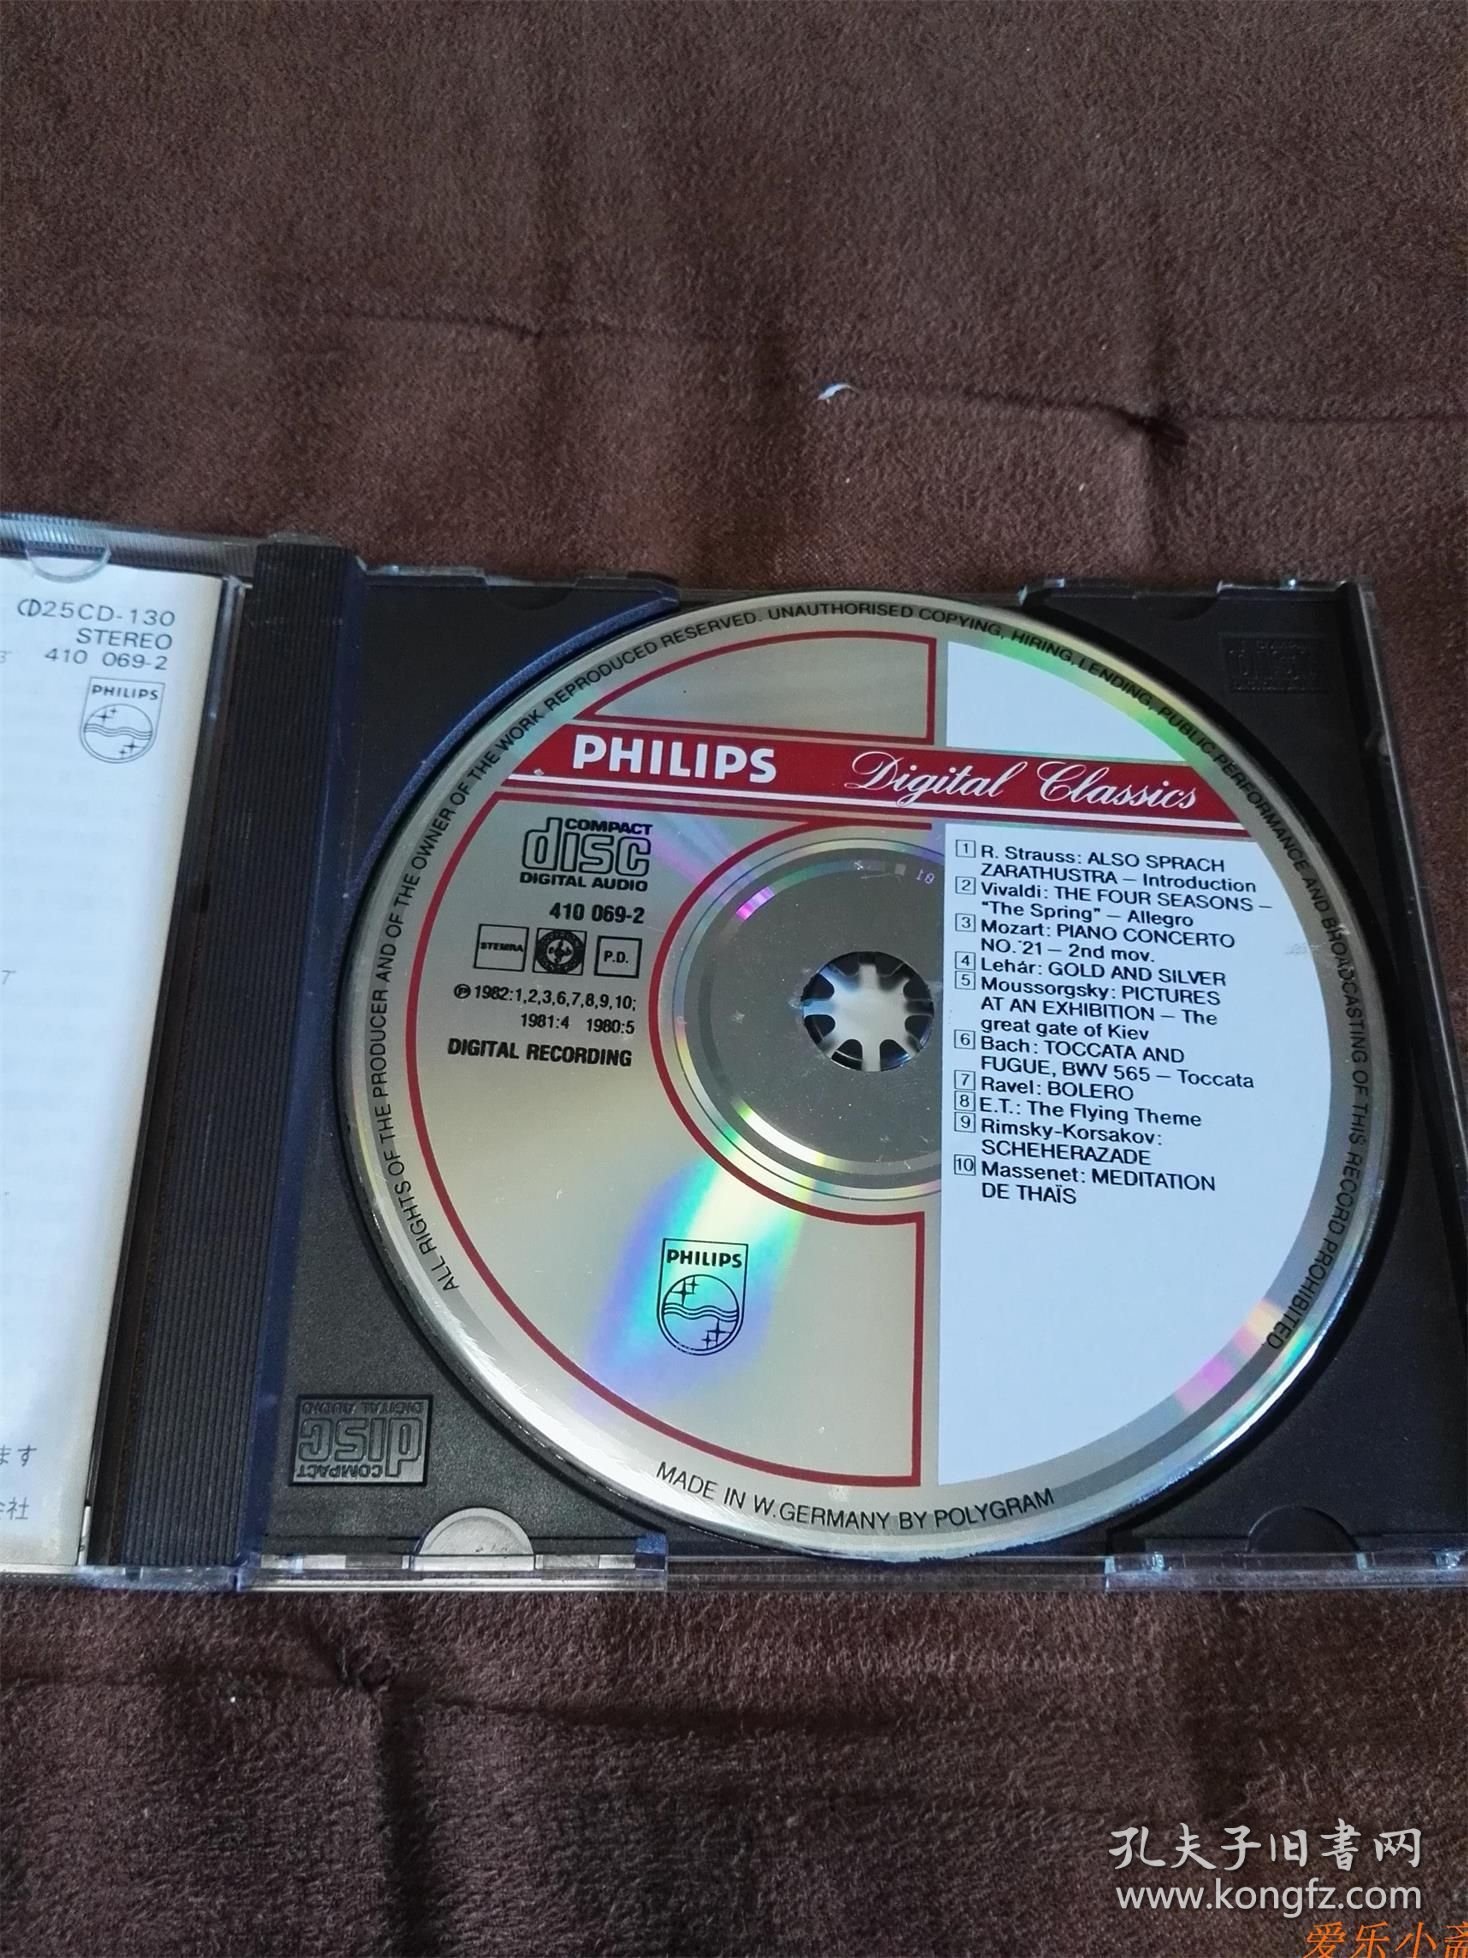 CD25CD-130
STEREO
410 069-2
PHILIPS
ます
会社
ALL RIGHTS OF THE PRODUCER AND OF THE OWNER OF THE WORK REPRODUCED RESERVED. UNAUTHORISED COPYING, HIRING, LENDING, PUBLIC PERFORMANCE AND BROADCASTING OF THIS RECORD PROHIBITED.
PHILIPS Digital Classics
COMPACT
disc
DIGITAL AUDIO
410 069-2
STEMRA
P.D.
℗ 1982:1,2,3,6,7,8,9,10;
1981:4 1980:5
DIGITAL RECORDING
1 R. Strauss: ALSO SPRACH
ZARATHUSTRA – Introduction
2 Vivaldi: THE FOUR SEASONS –
"The Spring" – Allegro
3 Mozart: PIANO CONCERTO
NO. 21 – 2nd mov.
4 Lehár: GOLD AND SILVER
5 Moussorgsky: PICTURES
AT AN EXHIBITION – The
great gate of Kiev
6 Bach: TOCCATA AND
FUGUE, BWV 565 – Toccata
7 Ravel: BOLERO
8 E.T.: The Flying Theme
9 Rimsky-Korsakov:
SCHEHERAZADE
10 Massenet: MEDITATION
DE THAÏS
PHILIPS
MADE IN W.GERMANY BY POLYGRAM
COMPACT
disc
DIGITAL AUDIO
孔夫子旧书网
www.kongfz.com
爱乐小斋